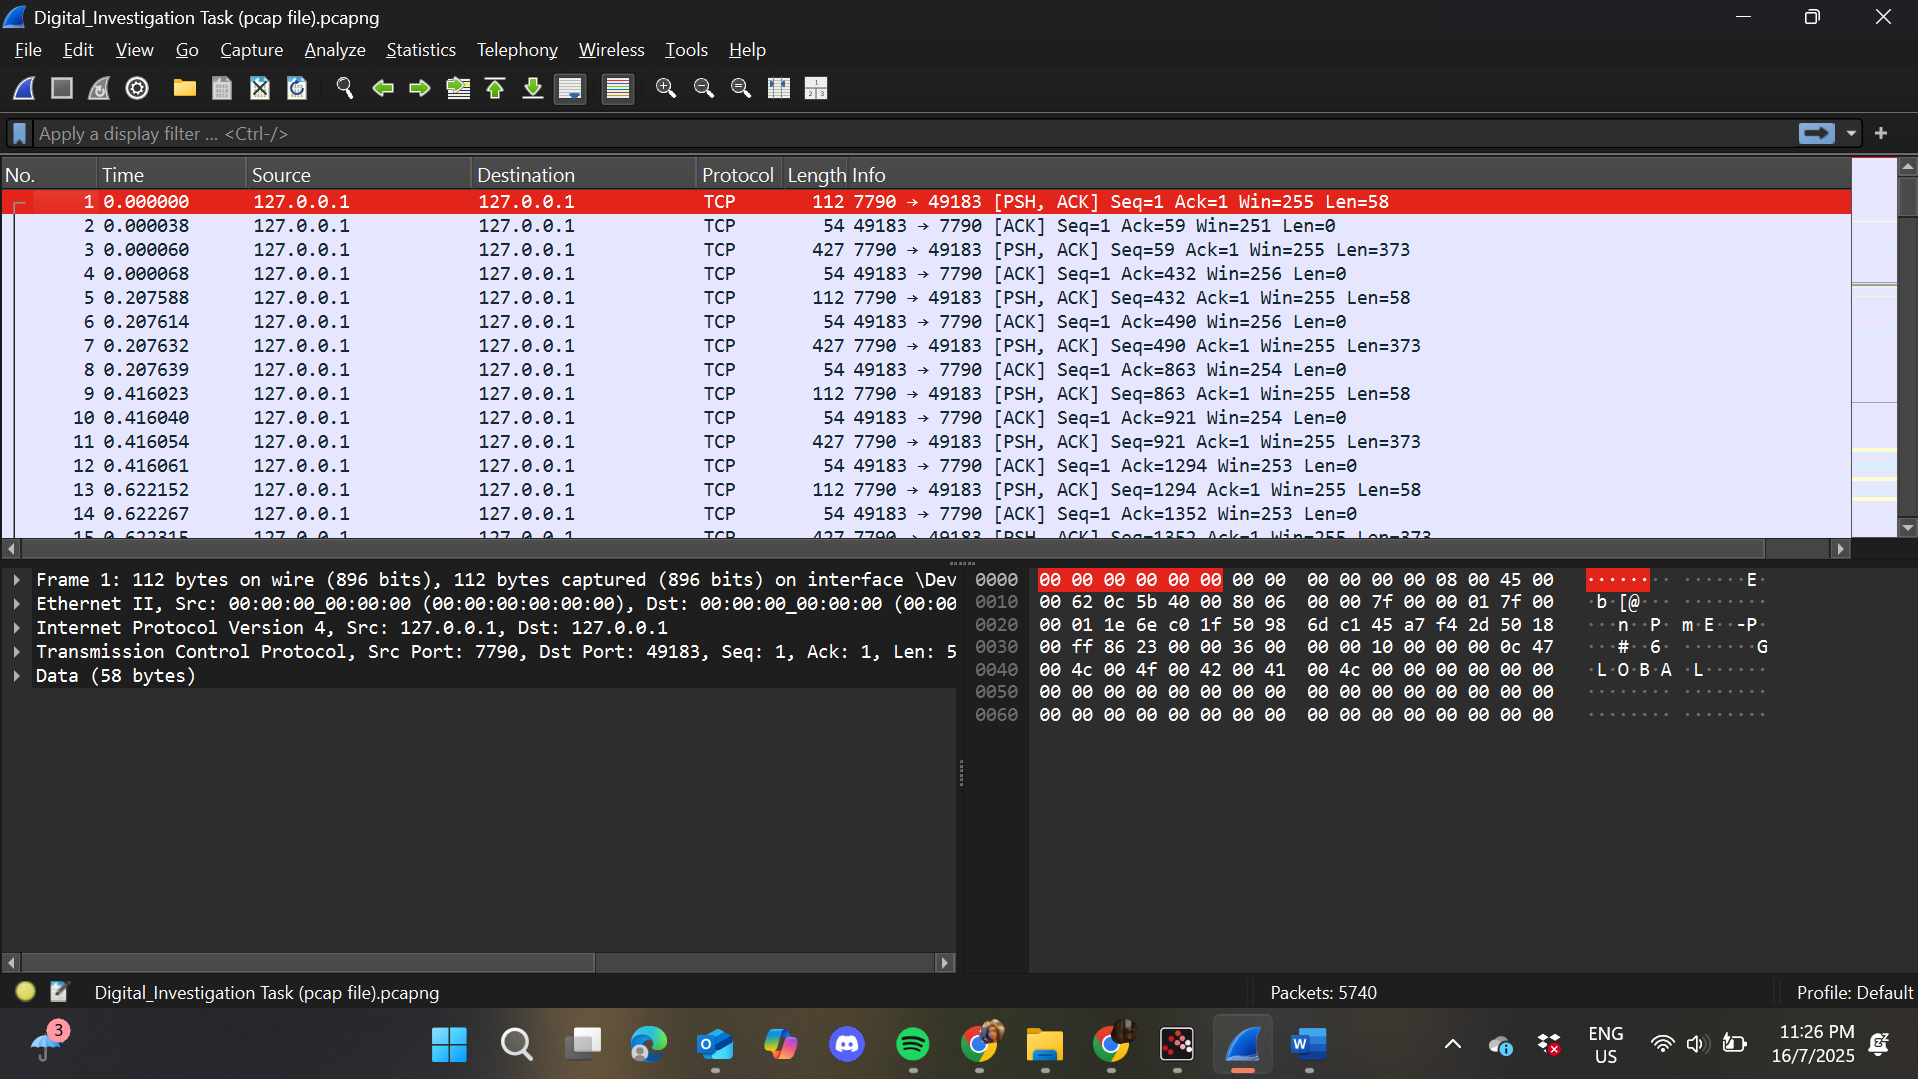 Digital_Investigation Task (pcap file).pcapng
File Edit View Go Capture Analyze Statistics Telephony Wireless Tools Help
Apply a display filter ... <Ctrl-/>
No. Time Source Destination Protocol Length Info
1 0.000000 127.0.0.1 127.0.0.1 TCP 112 7790 → 49183 [PSH, ACK] Seq=1 Ack=1 Win=255 Len=58
2 0.000038 127.0.0.1 127.0.0.1 TCP 54 49183 → 7790 [ACK] Seq=1 Ack=59 Win=251 Len=0
3 0.000060 127.0.0.1 127.0.0.1 TCP 427 7790 → 49183 [PSH, ACK] Seq=59 Ack=1 Win=255 Len=373
4 0.000068 127.0.0.1 127.0.0.1 TCP 54 49183 → 7790 [ACK] Seq=1 Ack=432 Win=256 Len=0
5 0.207588 127.0.0.1 127.0.0.1 TCP 112 7790 → 49183 [PSH, ACK] Seq=432 Ack=1 Win=255 Len=58
6 0.207614 127.0.0.1 127.0.0.1 TCP 54 49183 → 7790 [ACK] Seq=1 Ack=490 Win=256 Len=0
7 0.207632 127.0.0.1 127.0.0.1 TCP 427 7790 → 49183 [PSH, ACK] Seq=490 Ack=1 Win=255 Len=373
8 0.207639 127.0.0.1 127.0.0.1 TCP 54 49183 → 7790 [ACK] Seq=1 Ack=863 Win=254 Len=0
9 0.416023 127.0.0.1 127.0.0.1 TCP 112 7790 → 49183 [PSH, ACK] Seq=863 Ack=1 Win=255 Len=58
10 0.416040 127.0.0.1 127.0.0.1 TCP 54 49183 → 7790 [ACK] Seq=1 Ack=921 Win=254 Len=0
11 0.416054 127.0.0.1 127.0.0.1 TCP 427 7790 → 49183 [PSH, ACK] Seq=921 Ack=1 Win=255 Len=373
12 0.416061 127.0.0.1 127.0.0.1 TCP 54 49183 → 7790 [ACK] Seq=1 Ack=1294 Win=253 Len=0
13 0.622152 127.0.0.1 127.0.0.1 TCP 112 7790 → 49183 [PSH, ACK] Seq=1294 Ack=1 Win=255 Len=58
14 0.622267 127.0.0.1 127.0.0.1 TCP 54 49183 → 7790 [ACK] Seq=1 Ack=1352 Win=253 Len=0
15 0.622315 127.0.0.1 127.0.0.1 TCP 427 7790 → 49183 [PSH, ACK] Seq=1352 Ack=1 Win=255 Len=373
Frame 1: 112 bytes on wire (896 bits), 112 bytes captured (896 bits) on interface \Dev
Ethernet II, Src: 00:00:00_00:00:00 (00:00:00:00:00:00), Dst: 00:00:00_00:00:00 (00:00
Internet Protocol Version 4, Src: 127.0.0.1, Dst: 127.0.0.1
Transmission Control Protocol, Src Port: 7790, Dst Port: 49183, Seq: 1, Ack: 1, Len: 5
Data (58 bytes)
0000 00 00 00 00 00 00 00 00 00 00 00 00 08 00 45 00 ········ ······E·
0010 00 62 0c 5b 40 00 80 06 00 00 7f 00 00 01 7f 00 ·b·[@··· ········
0020 00 01 1e 6e c0 1f 50 98 6d c1 45 a7 f4 2d 50 18 ···n··P· m·E··-P·
0030 00 ff 86 23 00 00 36 00 00 00 10 00 00 00 0c 47 ···#··6· ·······G
0040 00 4c 00 4f 00 42 00 41 00 4c 00 00 00 00 00 00 ·L·O·B·A ·L······
0050 00 00 00 00 00 00 00 00 00 00 00 00 00 00 00 00 ········ ········
0060 00 00 00 00 00 00 00 00 00 00 00 00 00 00 00 00 ········ ········
Digital_Investigation Task (pcap file).pcapng
Packets: 5740
Profile: Default
3
ENG
US
11:26 PM
16/7/2025